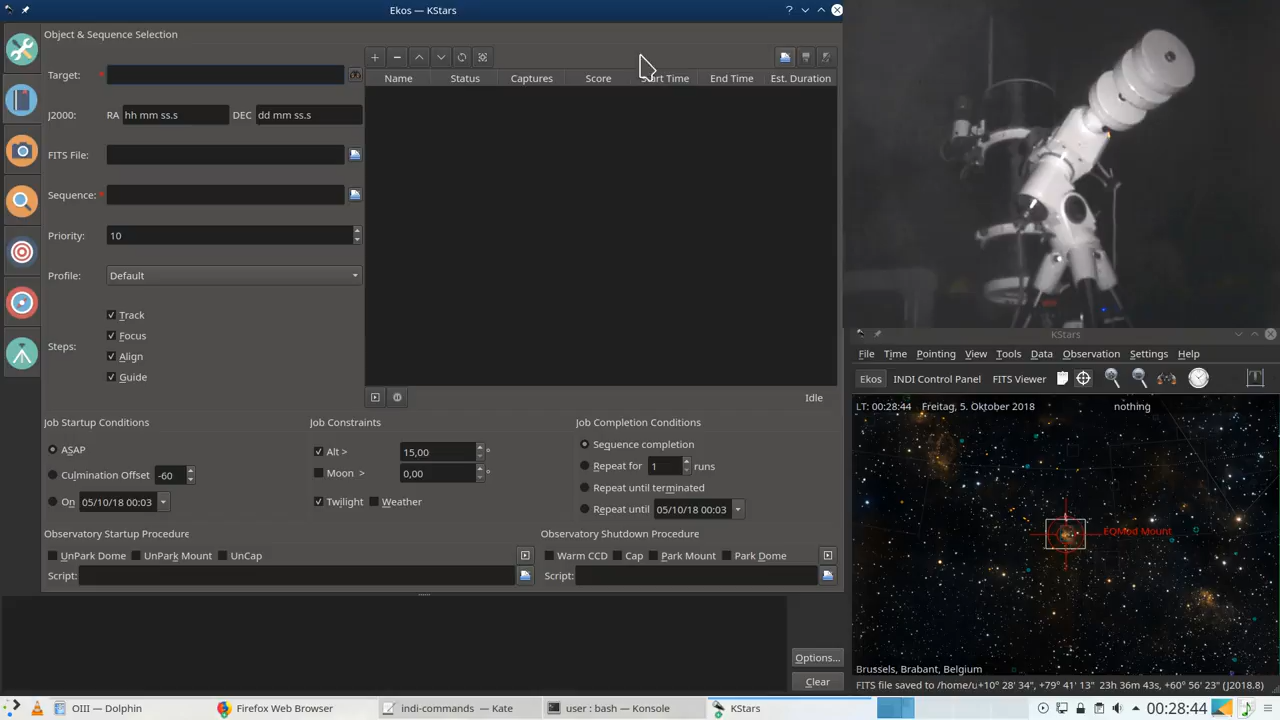 Ekos — KStars
Object & Sequence Selection
Target: *
J2000: RA hh mm ss.s DEC dd mm ss.s
FITS File:
Sequence: *
Priority: 10
Profile: Default
Steps:
Track
Focus
Align
Guide
Name Status Captures Score Start Time End Time Est. Duration
Idle
Job Startup Conditions
ASAP
Culmination Offset -60
On 05/10/18 00:03
Job Constraints
Alt > 15,00 °
Moon > 0,00 °
Twilight Weather
Job Completion Conditions
Sequence completion
Repeat for 1 runs
Repeat until terminated
Repeat until 05/10/18 00:03
Observatory Startup Procedure
UnPark Dome UnPark Mount UnCap
Script:
Observatory Shutdown Procedure
Warm CCD Cap Park Mount Park Dome
Script:
Options...
Clear
KStars
File Time Pointing View Tools Data Observation Settings Help
Ekos INDI Control Panel FITS Viewer
LT: 00:28:44 Freitag, 5. Oktober 2018 nothing
EQMod Mount
Brussels, Brabant, Belgium
FITS file saved to /home/u +10° 28' 34", +79° 41' 13" 23h 36m 43s, +60° 56' 23" (J2018.8)
OIII — Dolphin
Firefox Web Browser
indi-commands — Kate
user : bash — Konsole
KStars
00:28:44